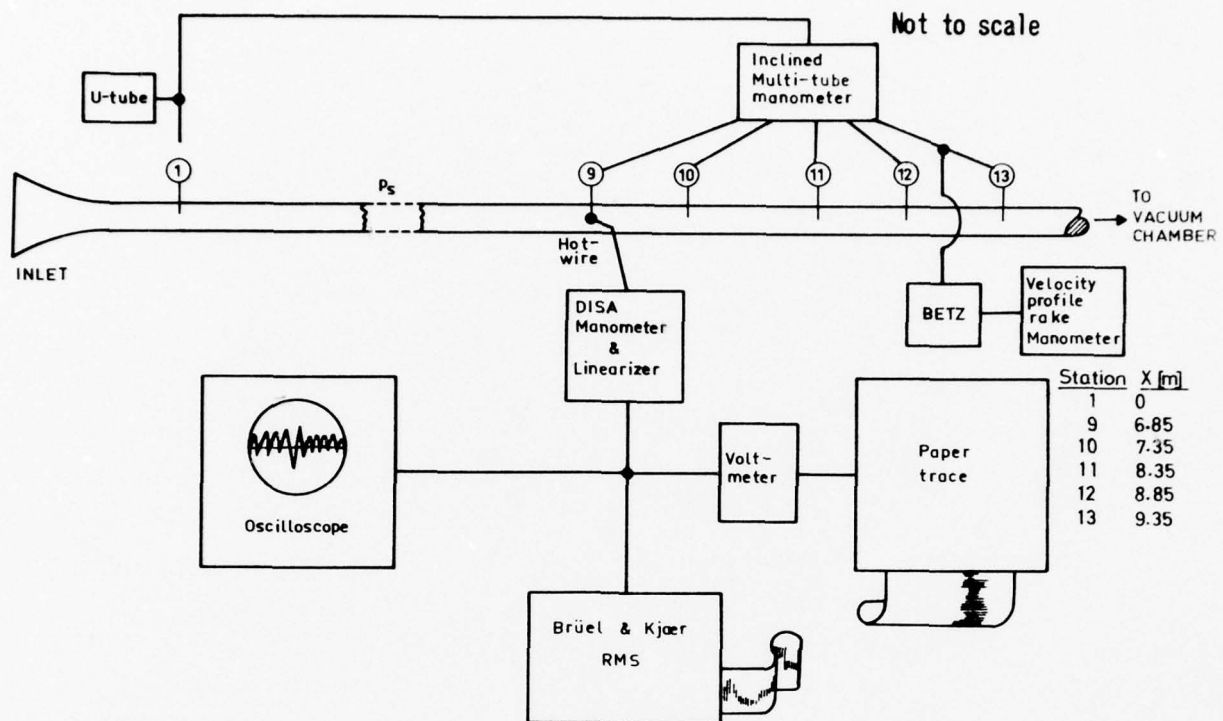 Not to scale
U-tube
Inclined
Multi-tube
manometer
1
Ps
9
10
11
12
13
TO
VACUUM
CHAMBER
INLET
Hot-
wire
DISA
Manometer
&
Linearizer
BETZ
Velocity
profile
rake
Manometer
Station X [m]
1 0
9 6.85
10 7.35
11 8.35
12 8.85
13 9.35
Oscilloscope
Volt-
meter
Paper
trace
Brüel & Kjær
RMS